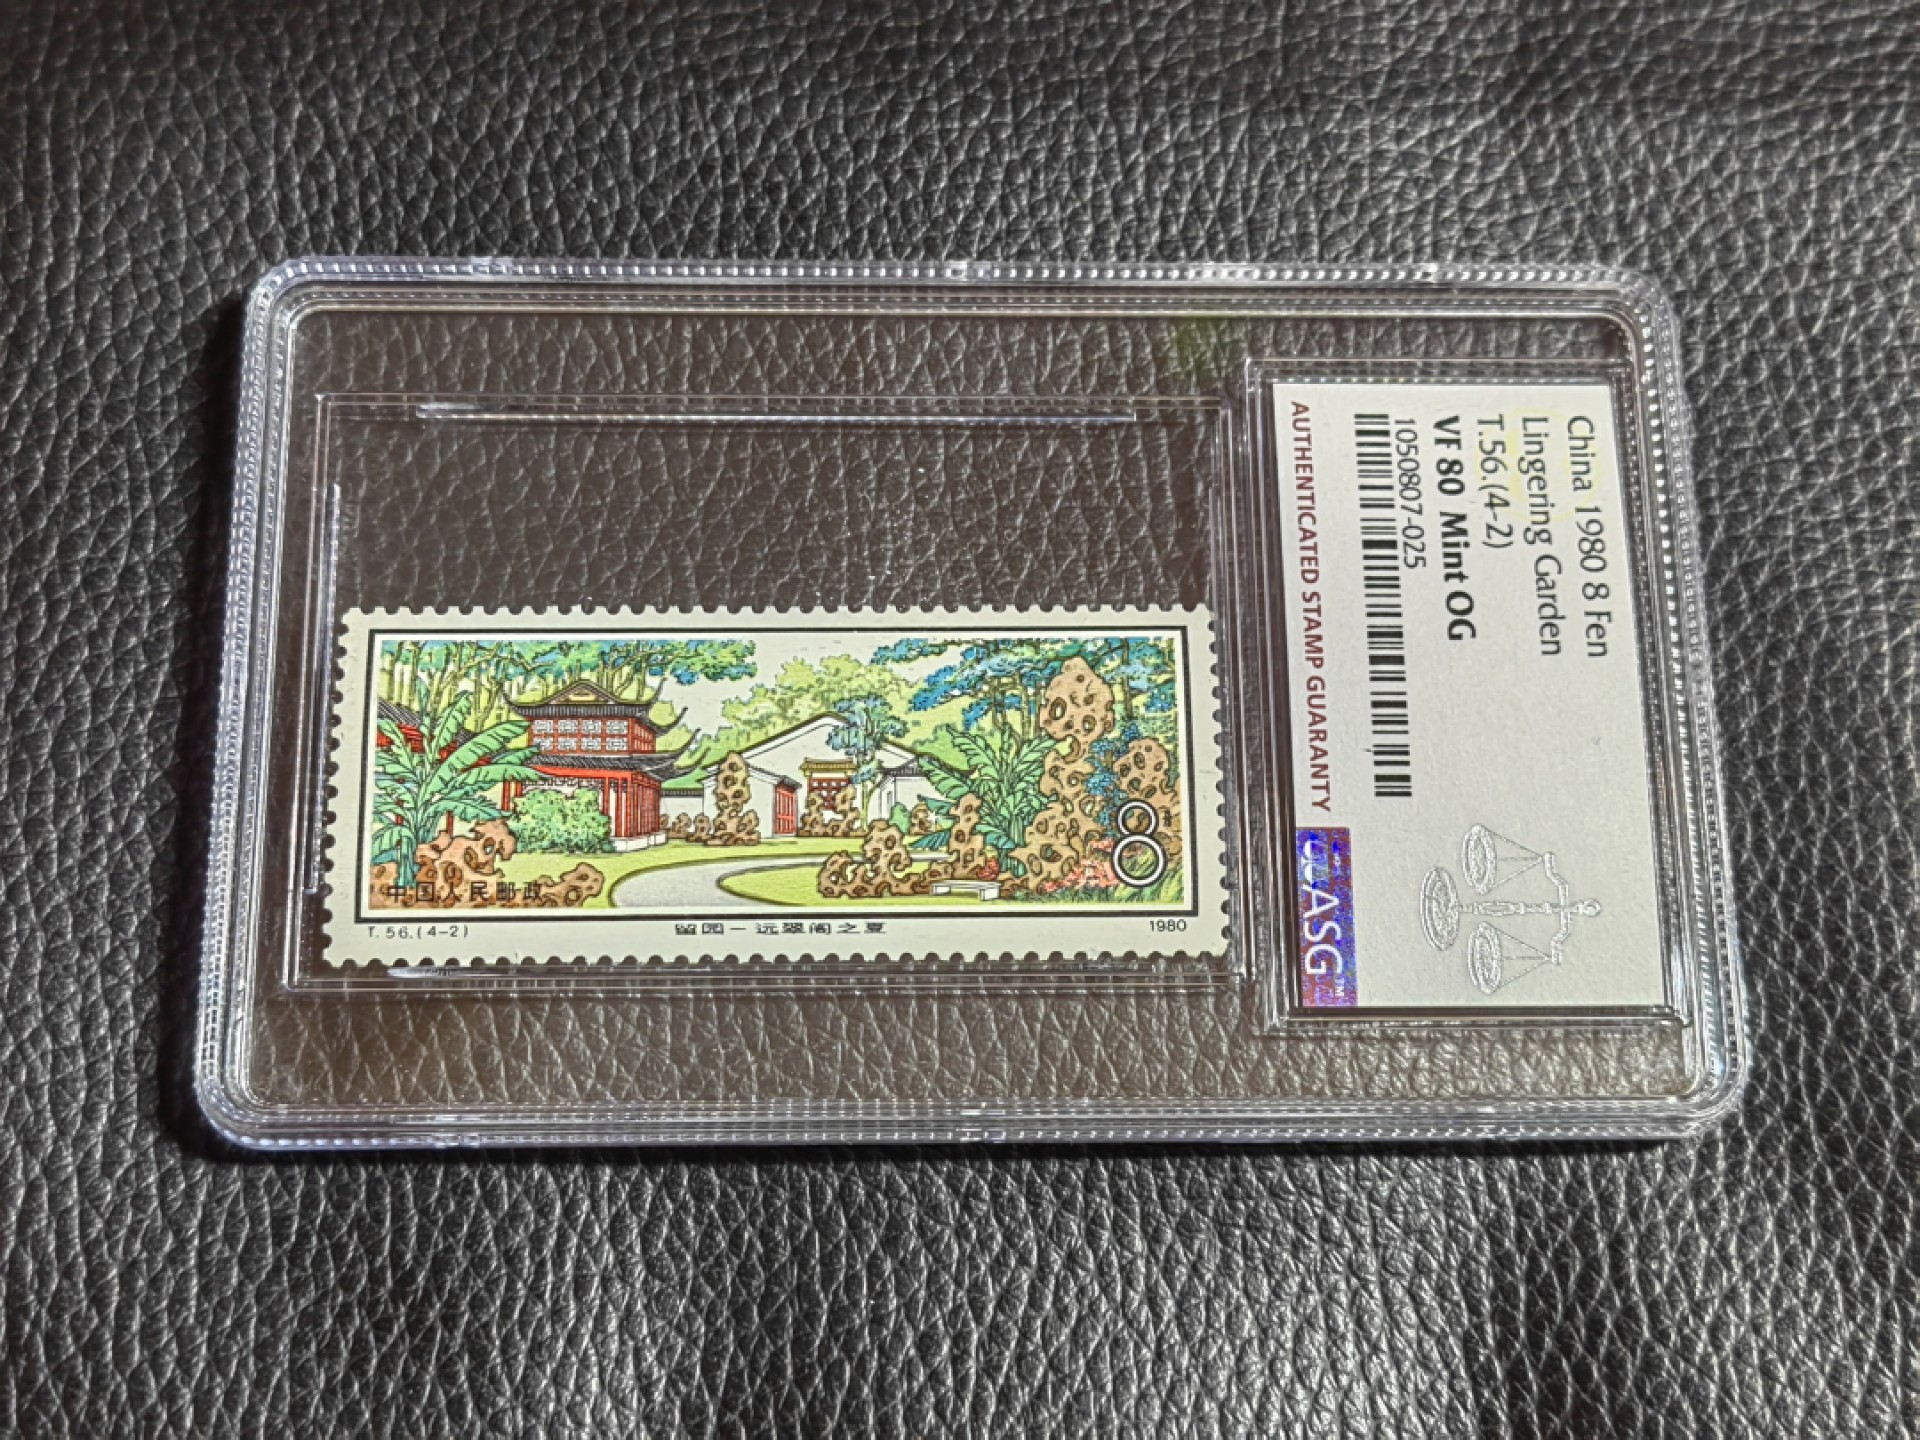 中国人民邮政
8
T. 56. (4-2)
留园－远翠阁之夏
1980
China 1980 8 Fen
Lingering Garden
T.56.(4-2)
VF 80 Mint OG
1050807-025
AUTHENTICATED STAMP GUARANTY
ASG